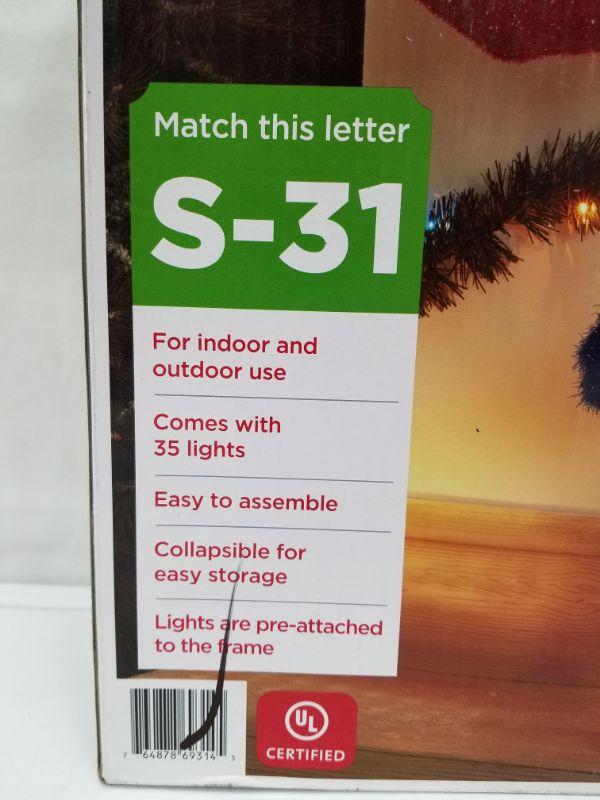 Match this letter
S-31
For indoor and
outdoor use
Comes with
35 lights
Easy to assemble
Collapsible for
easy storage
Lights are pre-attached
to the frame
7 64878 69314 5
UL
CERTIFIED